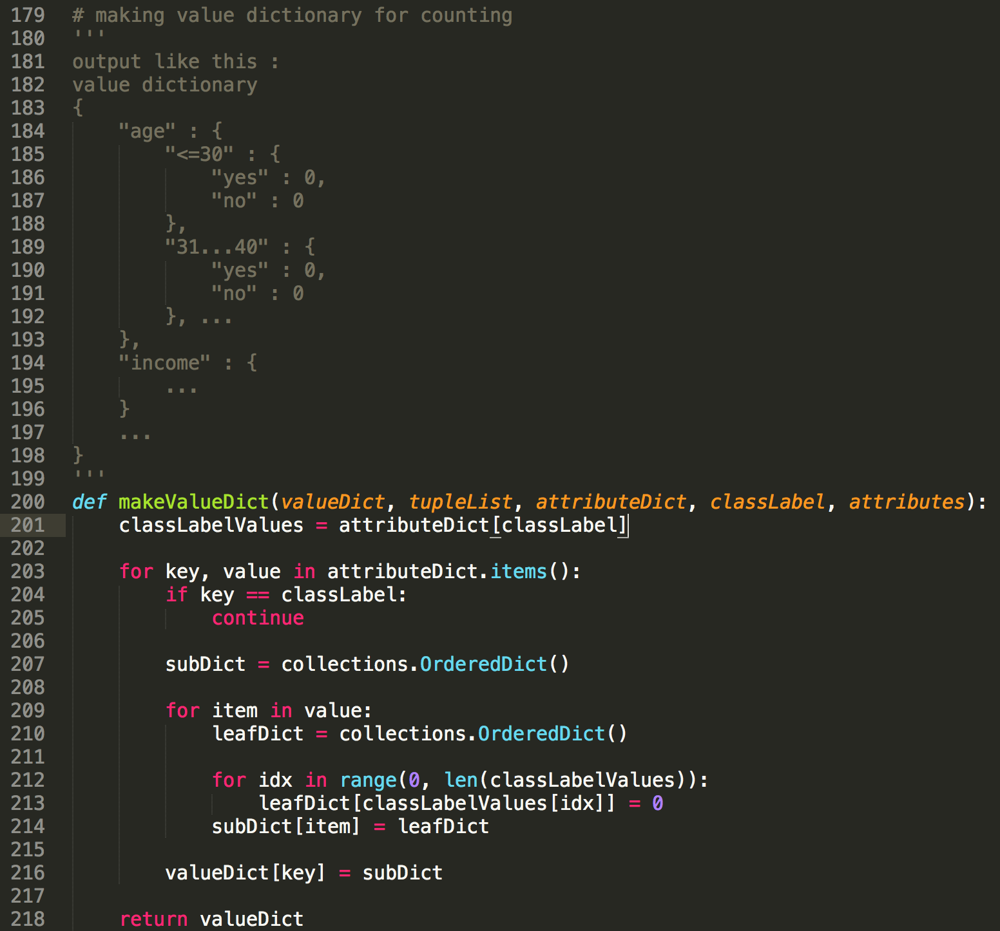 179 # making value dictionary for counting
180 '''
181 output like this :
182 value dictionary
183 {
184     "age" : {
185         "<=30" : {
186             "yes" : 0,
187             "no" : 0
188         },
189         "31...40" : {
190             "yes" : 0,
191             "no" : 0
192         }, ...
193     },
194     "income" : {
195         ...
196     }
197     ...
198 }
199 '''
200 def makeValueDict(valueDict, tupleList, attributeDict, classLabel, attributes):
201     classLabelValues = attributeDict[classLabel]
202
203     for key, value in attributeDict.items():
204         if key == classLabel:
205             continue
206
207         subDict = collections.OrderedDict()
208
209         for item in value:
210             leafDict = collections.OrderedDict()
211
212             for idx in range(0, len(classLabelValues)):
213                 leafDict[classLabelValues[idx]] = 0
214             subDict[item] = leafDict
215
216         valueDict[key] = subDict
217
218     return valueDict